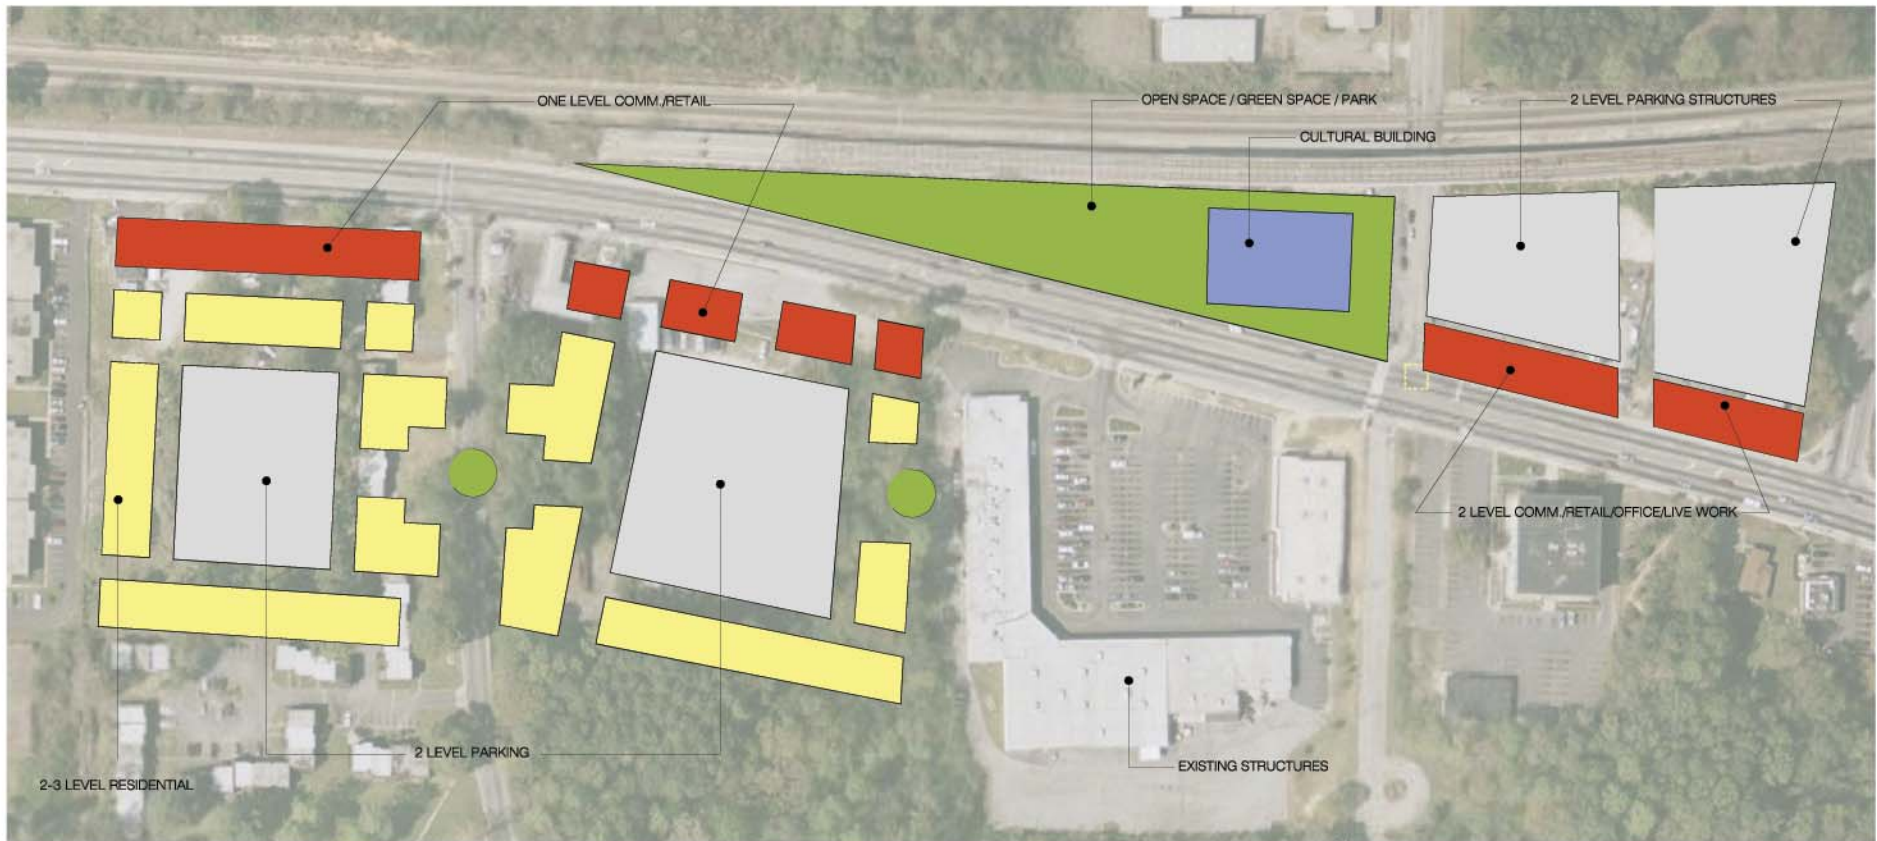 ONE LEVEL COMM./RETAIL
OPEN SPACE / GREEN SPACE / PARK
2 LEVEL PARKING STRUCTURES
CULTURAL BUILDING
2 LEVEL COMM./RETAIL/OFFICE/LIVE WORK
2 LEVEL PARKING
EXISTING STRUCTURES
2-3 LEVEL RESIDENTIAL